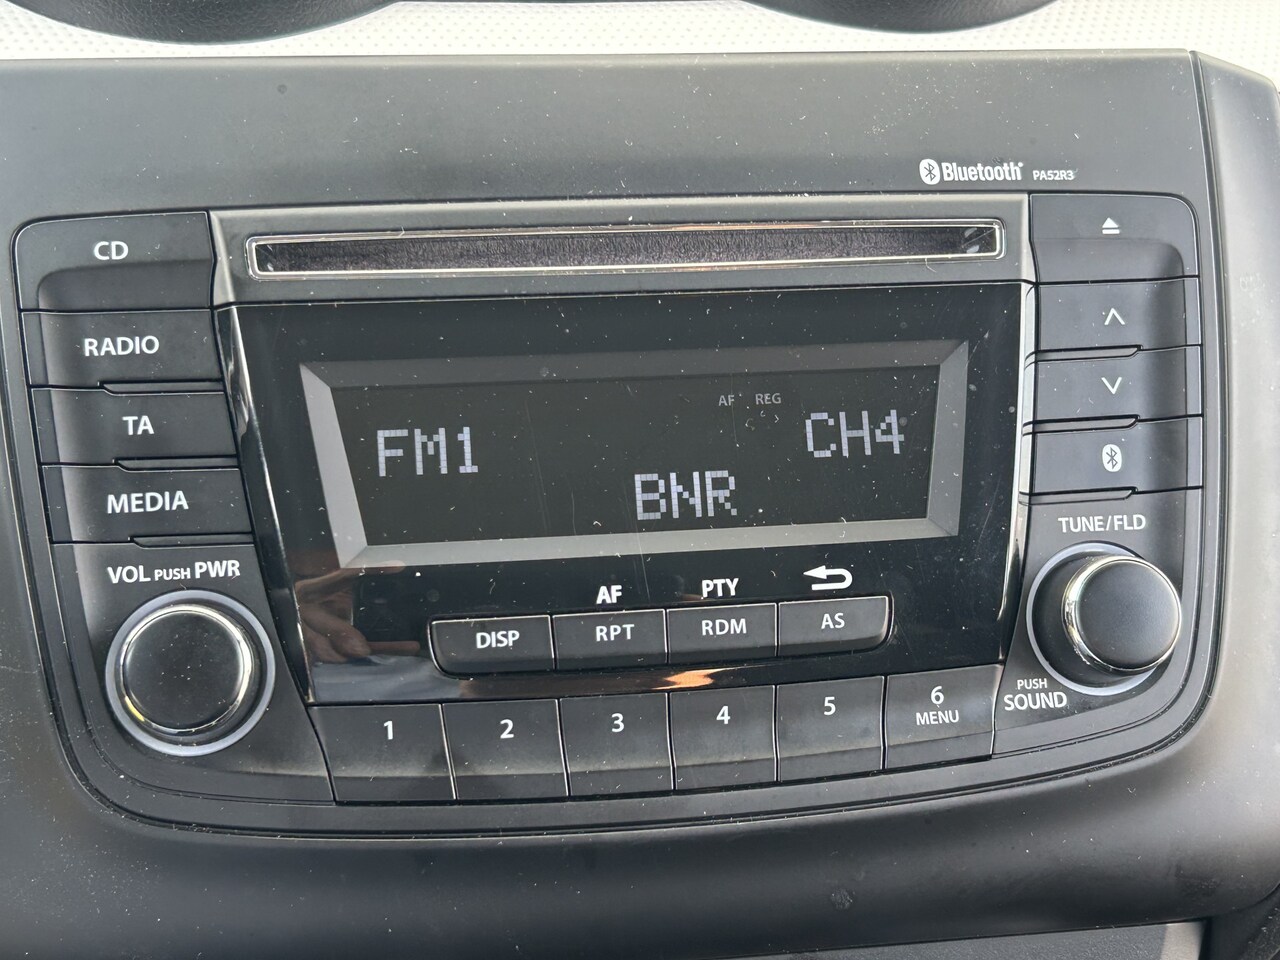 Bluetooth® PA52R3
CD
RADIO
TA
MEDIA
VOL PUSH PWR
AF REG
FM1
CH4
BNR
AF
PTY
DISP
RPT
RDM
AS
1
2
3
4
5
6
MENU
TUNE/FLD
PUSH
SOUND